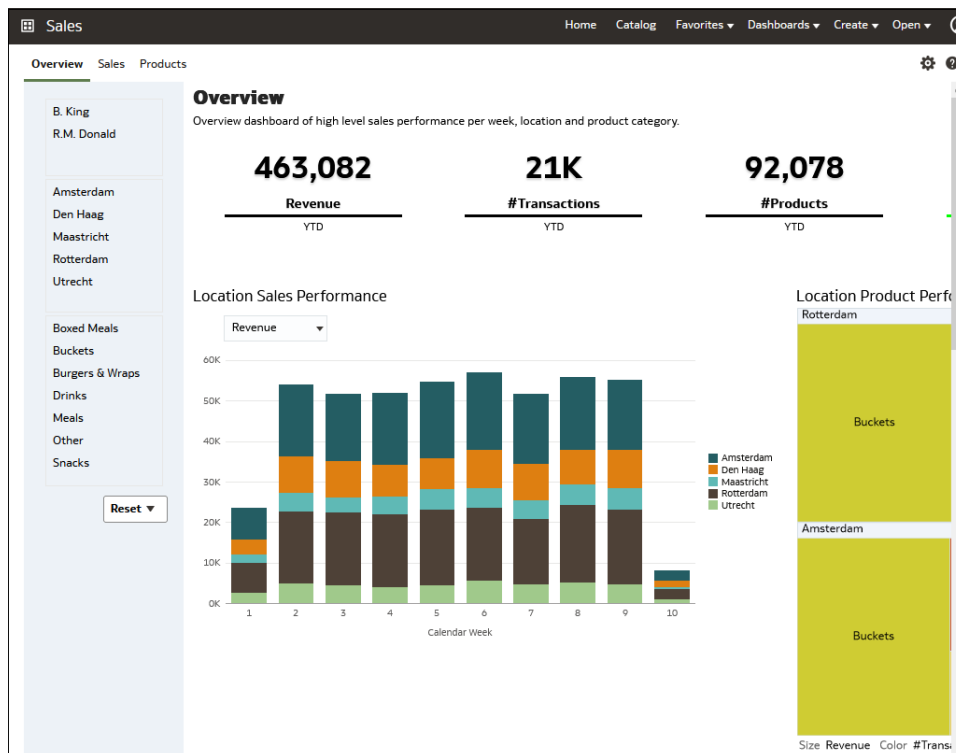 Sales
Home Catalog Favorites Dashboards Create Open
Overview Sales Products
B. King
R.M. Donald
Amsterdam
Den Haag
Maastricht
Rotterdam
Utrecht
Boxed Meals
Buckets
Burgers & Wraps
Drinks
Meals
Other
Snacks
Reset
Overview
Overview dashboard of high level sales performance per week, location and product category.
463,082 21K 92,078
Revenue #Transactions #Products
YTD YTD YTD
Location Sales Performance
Revenue
60K
50K
40K
30K
20K
10K
0K
1 2 3 4 5 6 7 8 9 10
Calendar Week
Amsterdam
Den Haag
Maastricht
Rotterdam
Utrecht
Location Product
Rotterdam
Buckets
Amsterdam
Buckets
Size Revenue Color